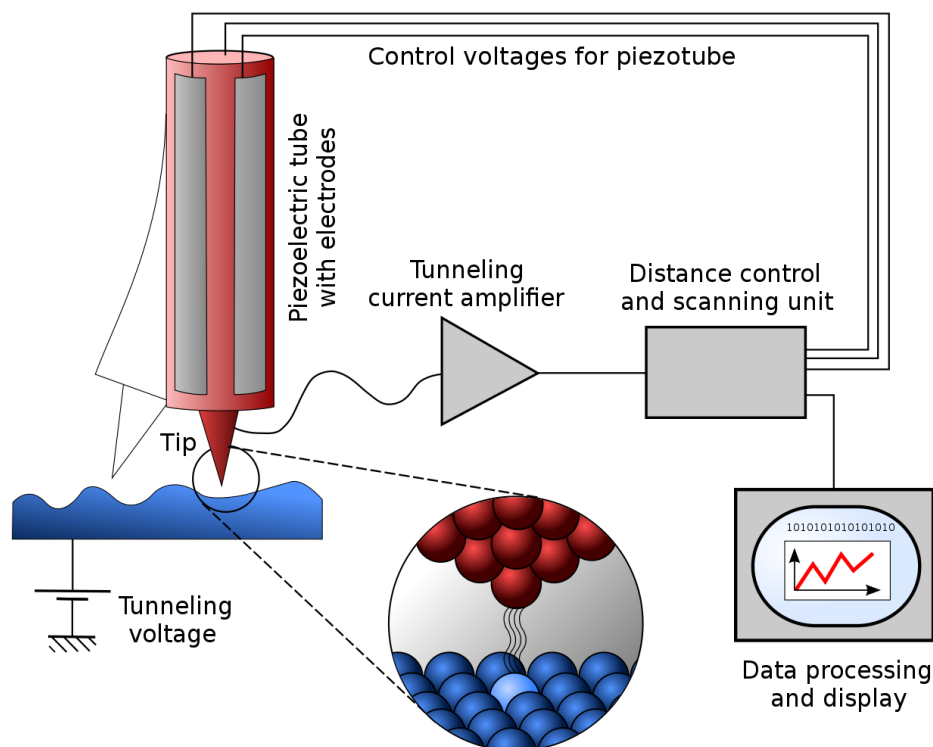 Control voltages for piezotube
Piezoelectric tube
with electrodes
Tunneling
current amplifier
Distance control
and scanning unit
Tip
1010101010101010
Tunneling
voltage
Data processing
and display